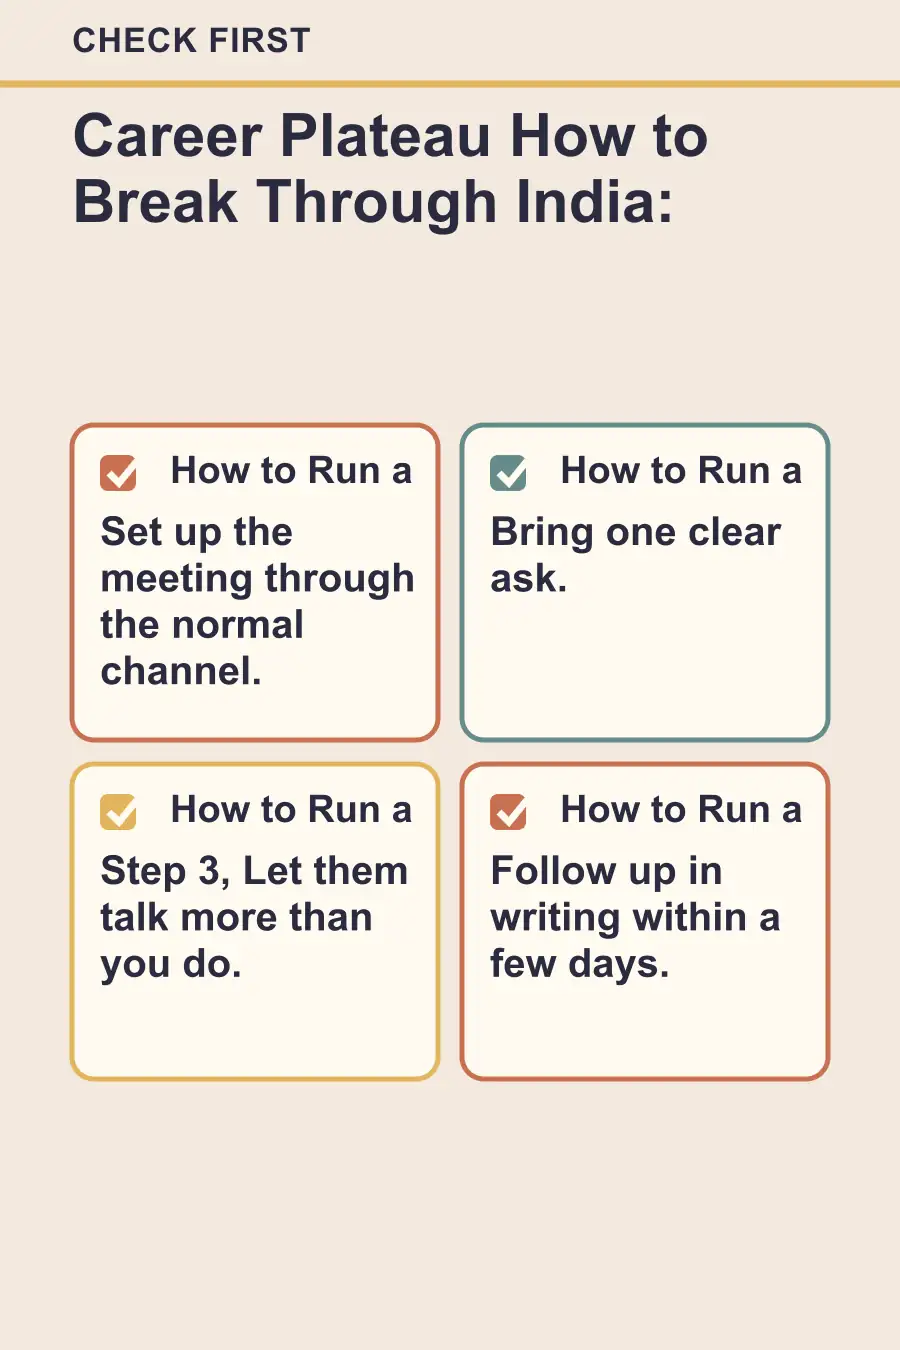 CHECK FIRST
Career Plateau How to
Break Through India:
How to Run a
Set up the
meeting through
the normal
channel.
How to Run a
Bring one clear
ask.
How to Run a
Step 3, Let them
talk more than
you do.
How to Run a
Follow up in
writing within a
few days.